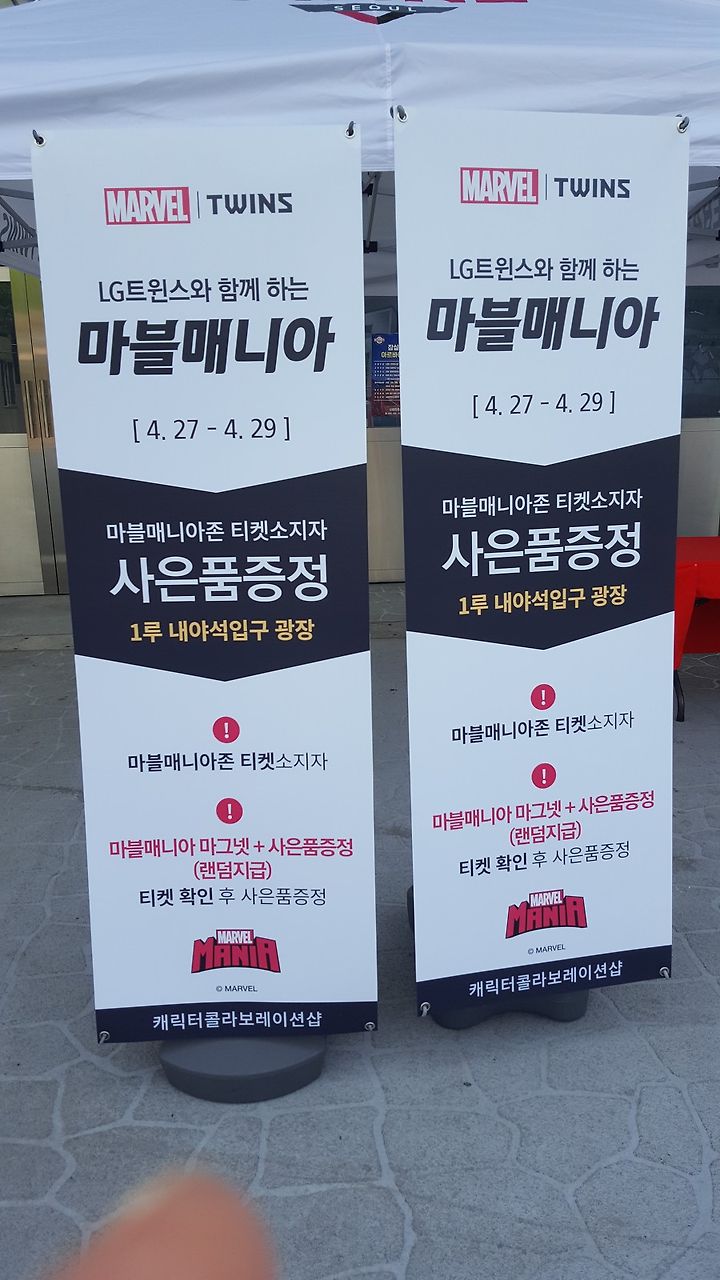 SEOUL
MARVEL | TWINS
LG트윈스와 함께 하는
마블매니아
[ 4. 27 - 4. 29 ]
마블매니아존 티켓소지자
사은품증정
1루 내야석입구 광장
!
마블매니아존 티켓소지자
!
마블매니아 마그넷 + 사은품증정
(랜덤지급)
티켓 확인 후 사은품증정
MARVEL
MANIA
© MARVEL
캐릭터콜라보레이션샵
MARVEL | TWINS
LG트윈스와 함께 하는
마블매니아
[ 4. 27 - 4. 29 ]
마블매니아존 티켓소지자
사은품증정
1루 내야석입구 광장
!
마블매니아존 티켓소지자
!
마블매니아 마그넷 + 사은품증정
(랜덤지급)
티켓 확인 후 사은품증정
MARVEL
MANIA
© MARVEL
캐릭터콜라보레이션샵